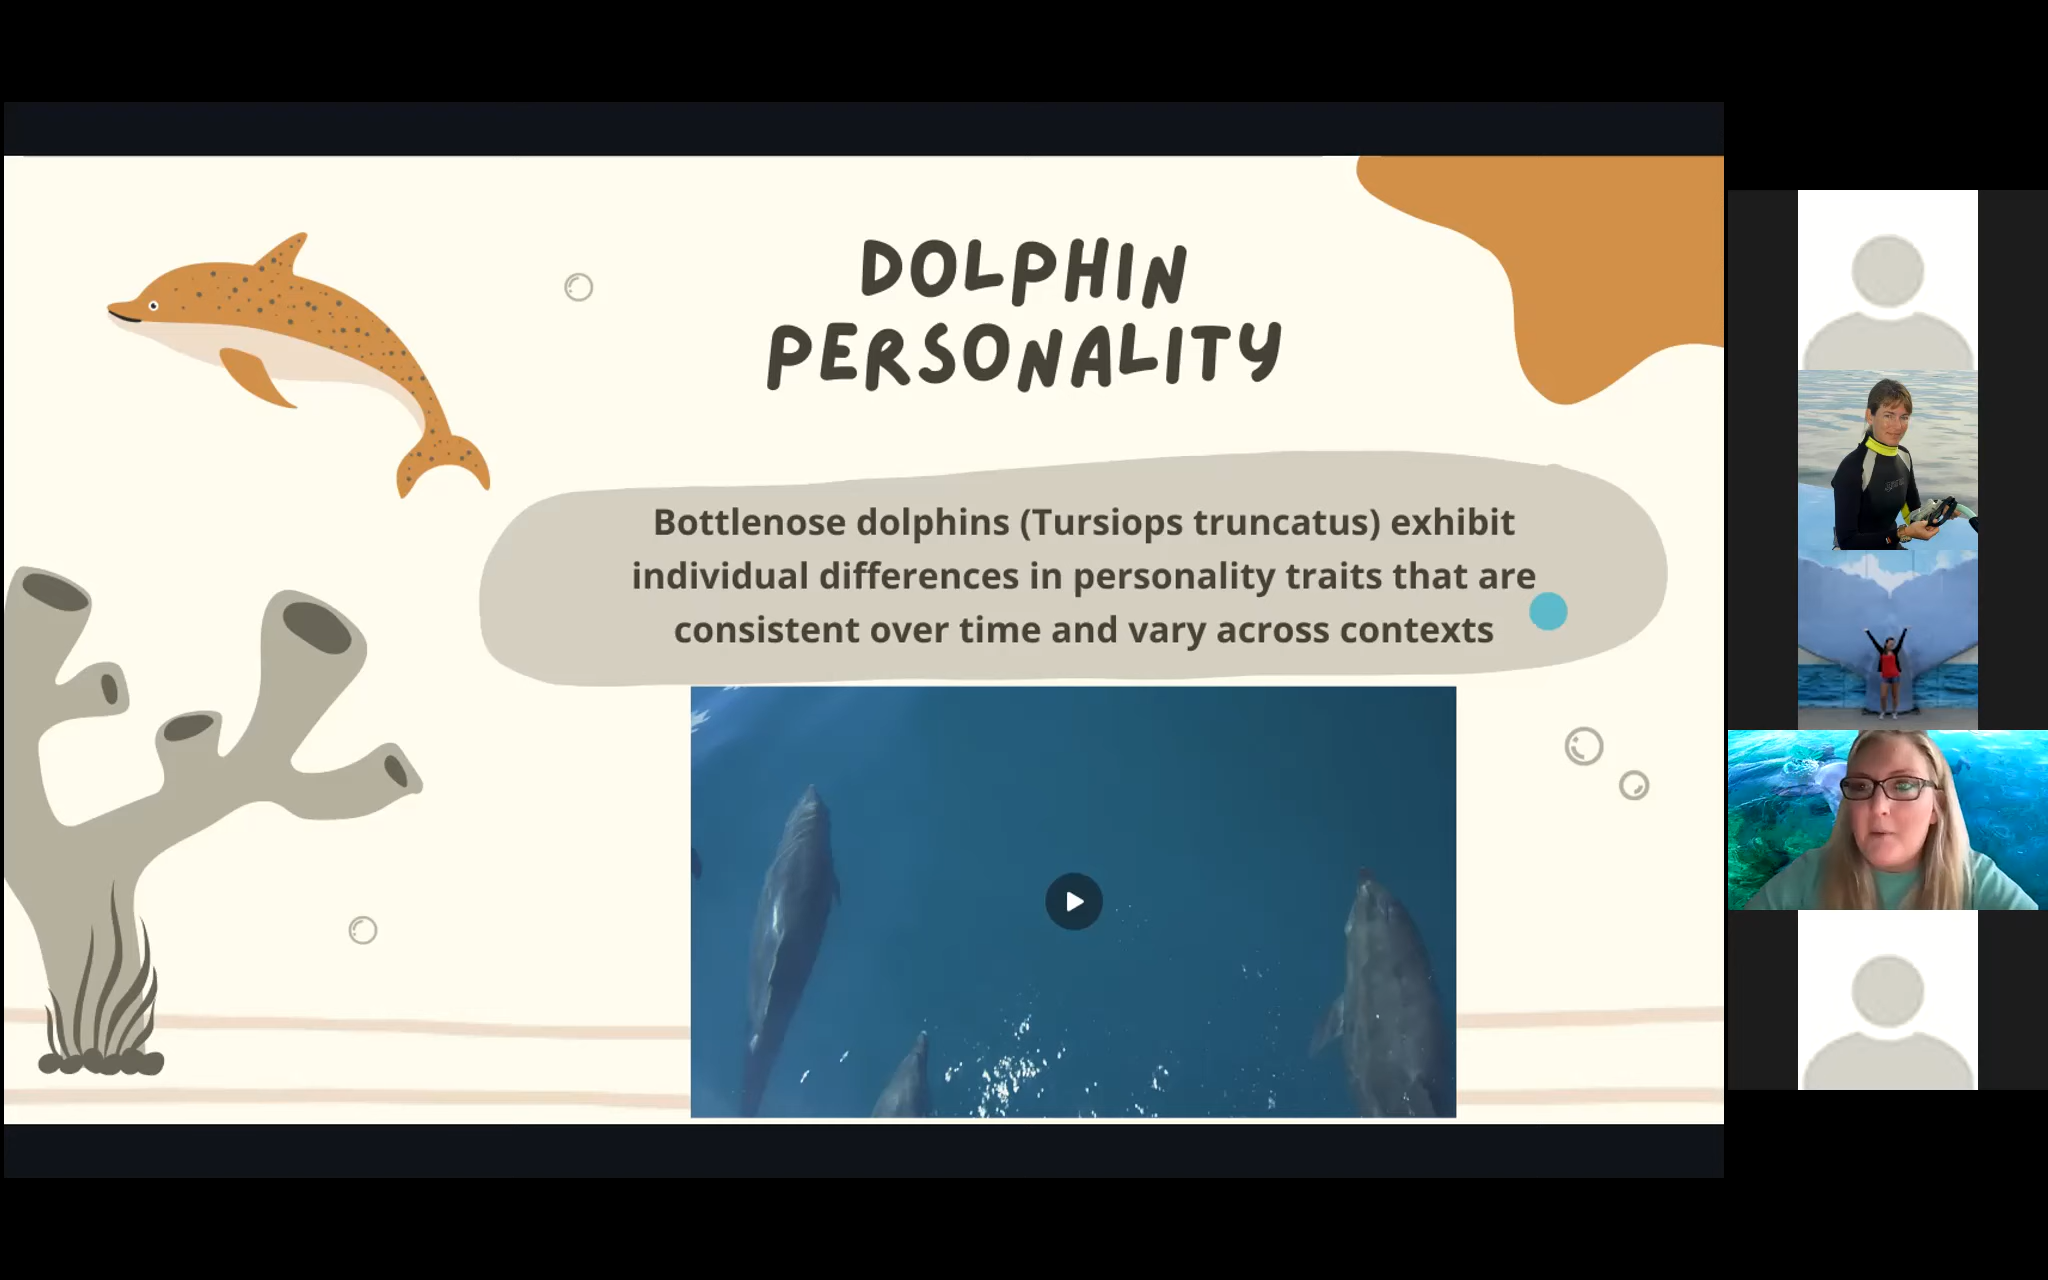 DOLPHIN
PERSONALITY
Bottlenose dolphins (Tursiops truncatus) exhibit
individual differences in personality traits that are
consistent over time and vary across contexts